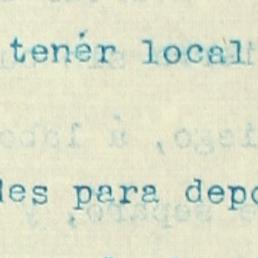 tenér local
des para depo